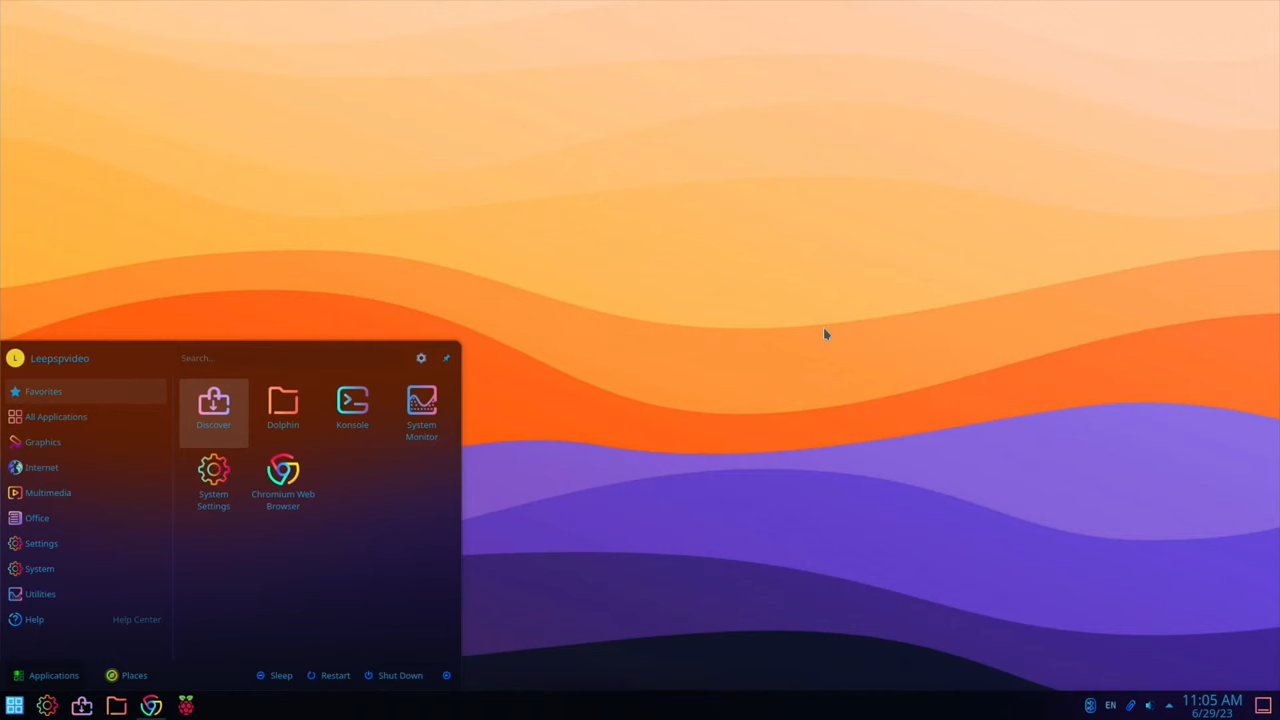 Leepspvideo
Search...
Favorites
All Applications
Graphics
Internet
Multimedia
Office
Settings
System
Utilities
Help
Help Center
Discover
Dolphin
Konsole
System
Monitor
System
Settings
Chromium Web
Browser
Applications
Places
Sleep
Restart
Shut Down
L
EN
11:05 AM
6/29/23